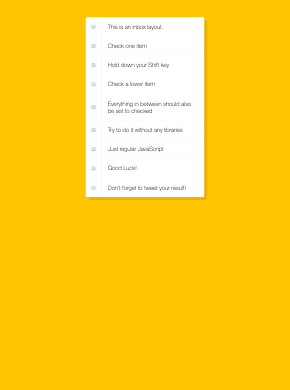 This is an inbox layout.
Check one item
Hold down your Shift key
Check a lower item
Everything in between should also
be set to checked
Try to do it without any libraries
Just regular JavaScript
Good Luck!
Don't forget to tweet your result!